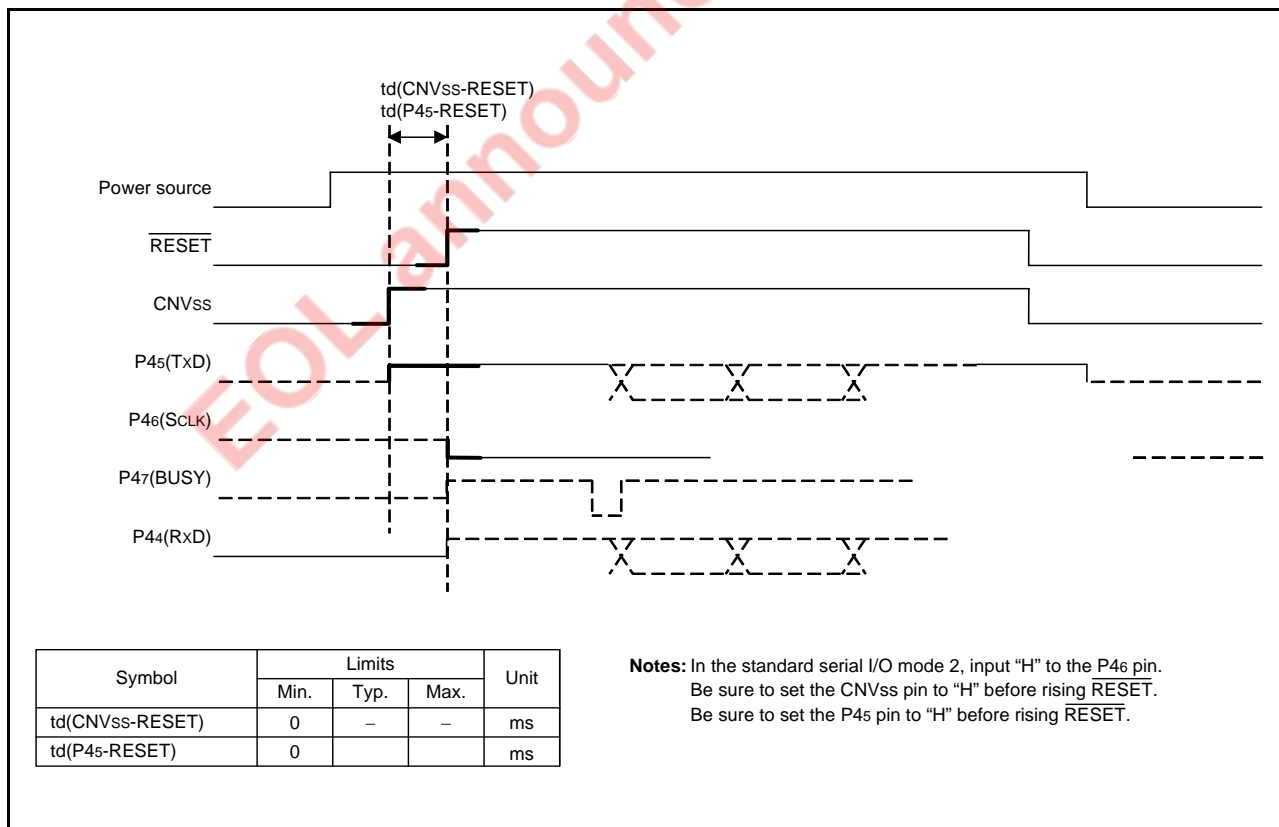 EOL announ
td(CNVss-RESET)
td(P45-RESET)
Power source
RESET
CNVss
P45(TxD)
P46(SCLK)
P47(BUSY)
P44(RxD)
Symbol Limits Unit
Min. Typ. Max.
td(CNVss-RESET) 0 – – ms
td(P45-RESET) 0 ms
Notes: In the standard serial I/O mode 2, input “H” to the P46 pin.
Be sure to set the CNVss pin to “H” before rising RESET.
Be sure to set the P45 pin to “H” before rising RESET.